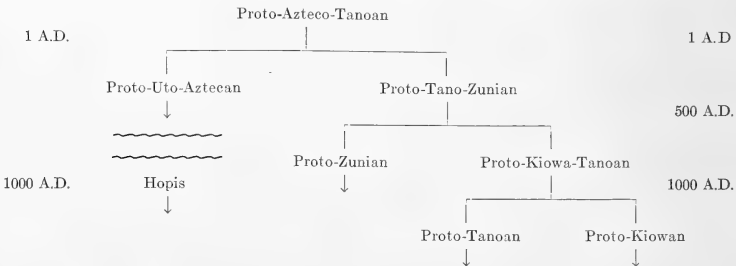 Proto-Azteco-Tanoan
1 A.D. 1 A.D
Proto-Uto-Aztecan Proto-Tano-Zunian
500 A.D.
Proto-Zunian Proto-Kiowa-Tanoan
1000 A.D. Hopis 1000 A.D.
Proto-Tanoan Proto-Kiowan